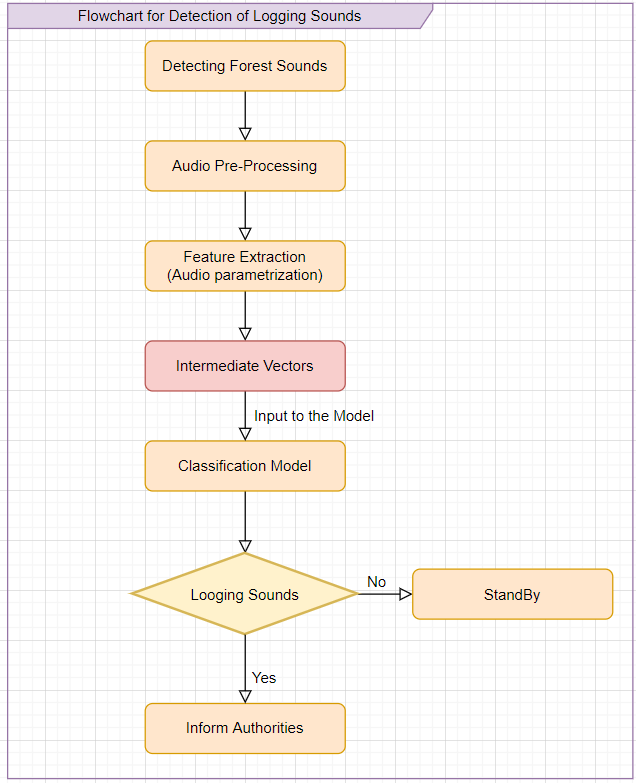 Flowchart for Detection of Logging Sounds
Detecting Forest Sounds
Audio Pre-Processing
Feature Extraction
(Audio parametrization)
Intermediate Vectors
Input to the Model
Classification Model
Looging Sounds
No
StandBy
Yes
Inform Authorities